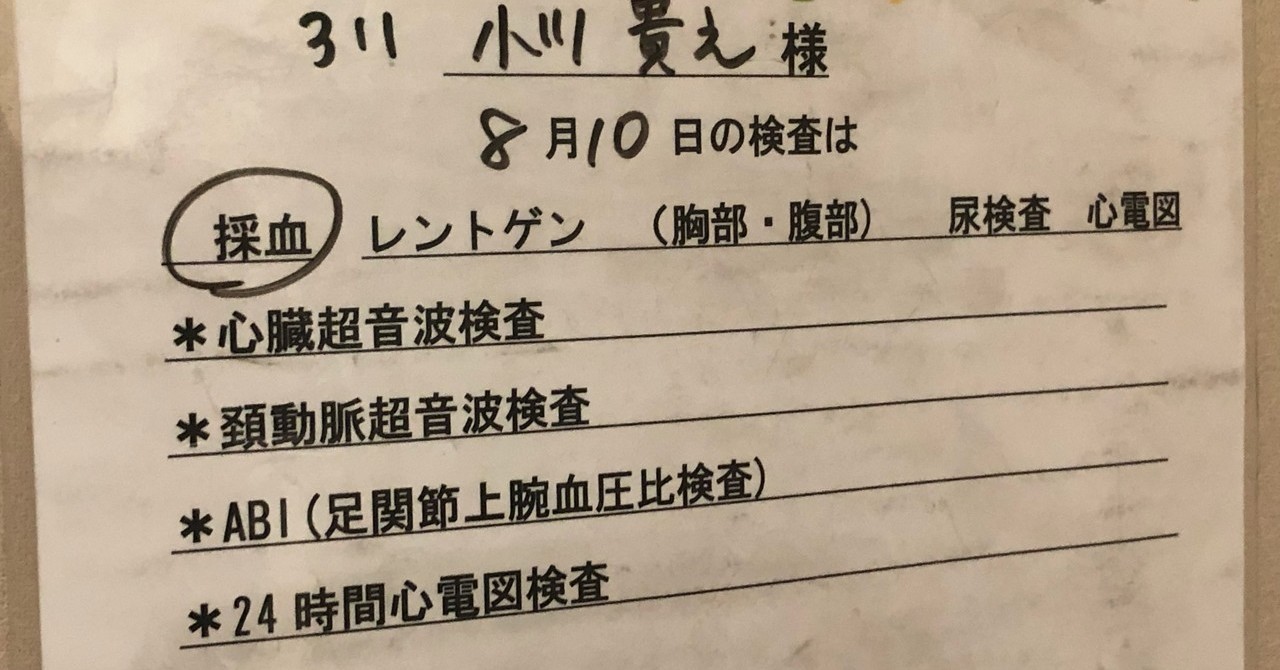 311 小川 貴え 様
8月10日の検査は
採血 レントゲン (胸部・腹部) 尿検査 心電図
＊心臓超音波検査
＊頚動脈超音波検査
＊ABI(足関節上腕血圧比検査)
＊24時間心電図検査